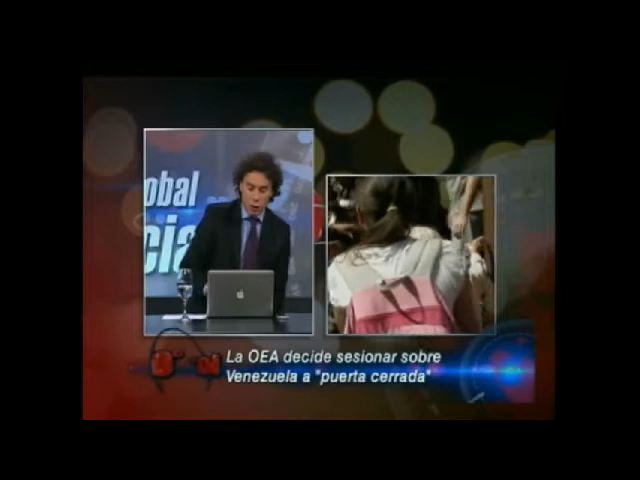 obal
cia
La OEA decide sesionar sobre
Venezuela a "puerta cerrada"